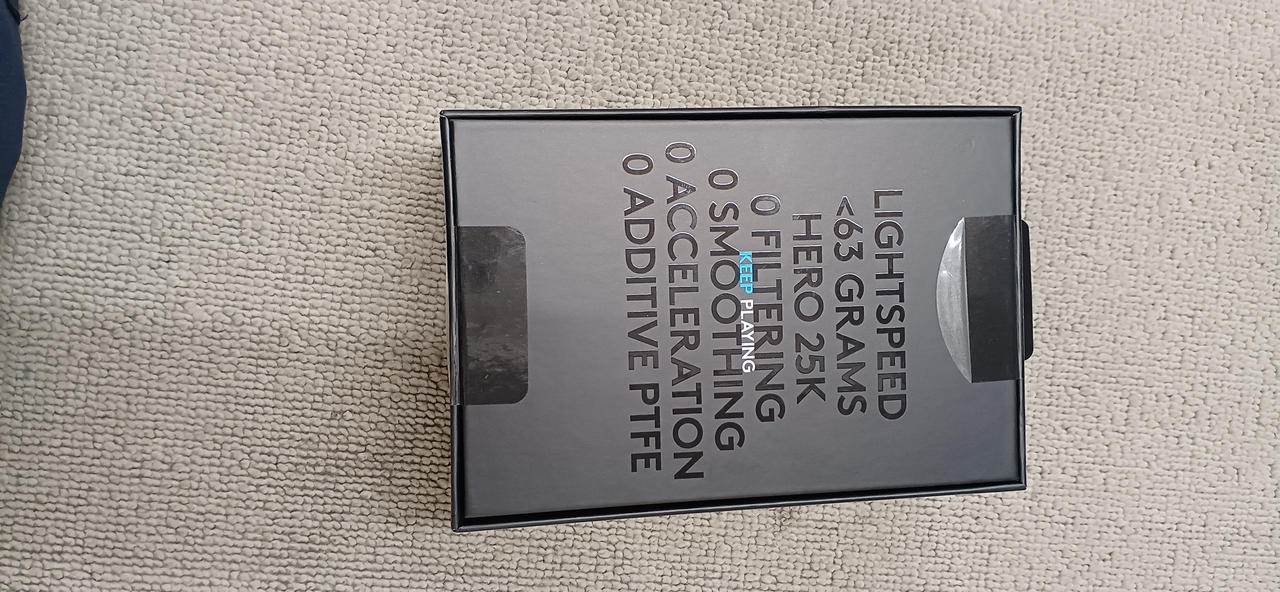 LIGHTSPEED
<63 GRAMS
HERO 25K
0 FILTERING
KEEP PLAYING
0 SMOOTHING
0 ACCELERATION
0 ADDITIVE PTFE